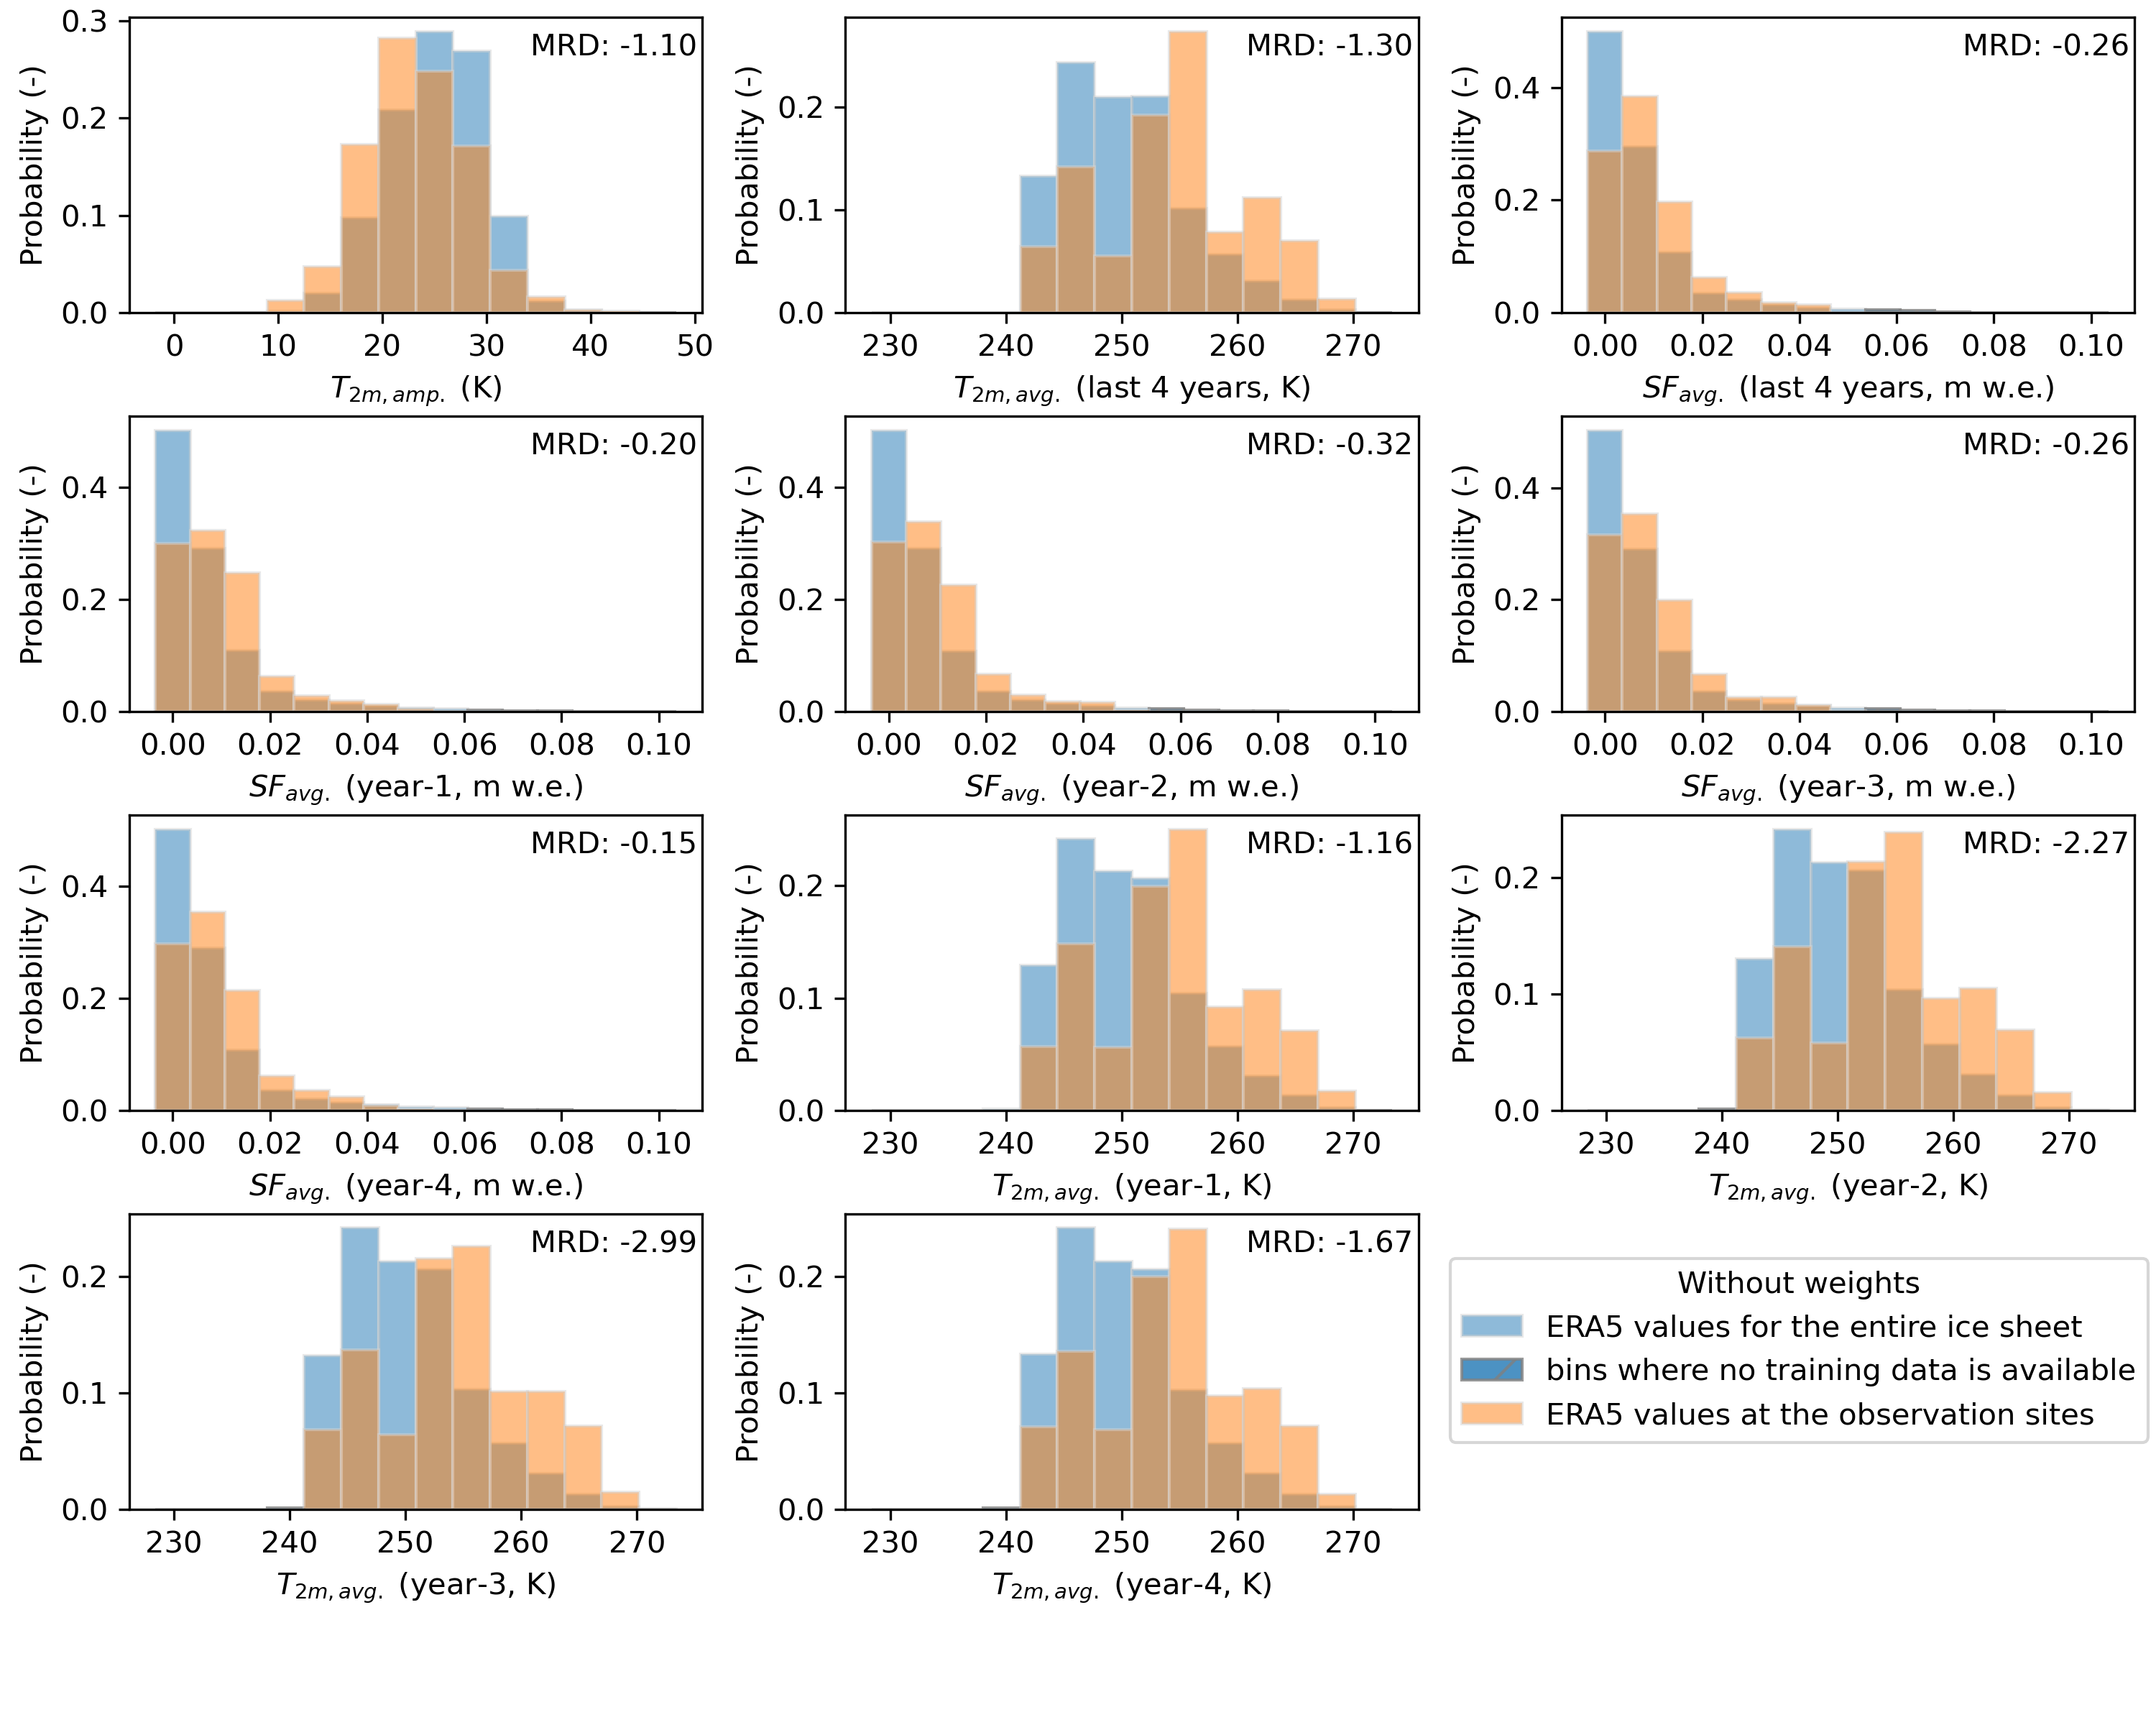 MRD: -1.10
Probability (-)
0.3
0.2
0.1
0.0
0 10 20 30 40 50
T2m,amp. (K)
MRD: -1.30
Probability (-)
0.2
0.1
0.0
230 240 250 260 270
T2m,avg. (last 4 years, K)
MRD: -0.26
Probability (-)
0.4
0.2
0.0
0.00 0.02 0.04 0.06 0.08 0.10
SFavg. (last 4 years, m w.e.)
MRD: -0.20
Probability (-)
0.4
0.2
0.0
0.00 0.02 0.04 0.06 0.08 0.10
SFavg. (year-1, m w.e.)
MRD: -0.32
Probability (-)
0.4
0.2
0.0
0.00 0.02 0.04 0.06 0.08 0.10
SFavg. (year-2, m w.e.)
MRD: -0.26
Probability (-)
0.4
0.2
0.0
0.00 0.02 0.04 0.06 0.08 0.10
SFavg. (year-3, m w.e.)
MRD: -0.15
Probability (-)
0.4
0.2
0.0
0.00 0.02 0.04 0.06 0.08 0.10
SFavg. (year-4, m w.e.)
MRD: -1.16
Probability (-)
0.2
0.1
0.0
230 240 250 260 270
T2m,avg. (year-1, K)
MRD: -2.27
Probability (-)
0.2
0.1
0.0
230 240 250 260 270
T2m,avg. (year-2, K)
MRD: -2.99
Probability (-)
0.2
0.1
0.0
230 240 250 260 270
T2m,avg. (year-3, K)
MRD: -1.67
Probability (-)
0.2
0.1
0.0
230 240 250 260 270
T2m,avg. (year-4, K)
Without weights
ERA5 values for the entire ice sheet
bins where no training data is available
ERA5 values at the observation sites